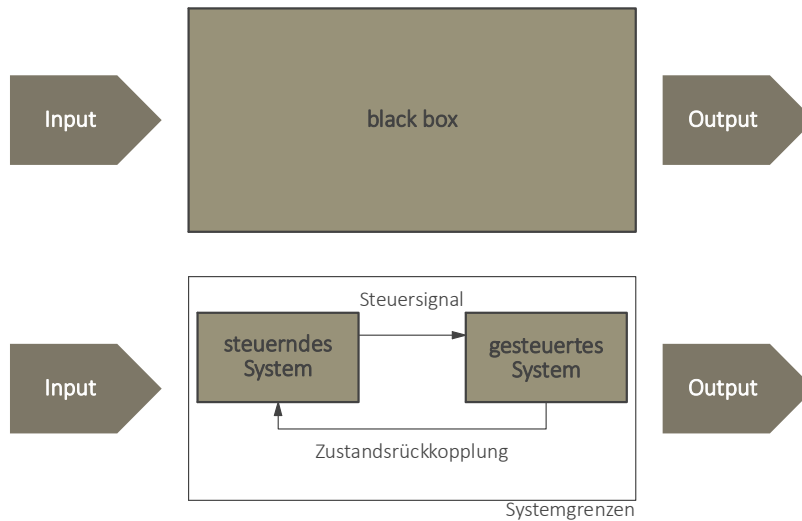 Input
black box
Output
Steuersignal
steuerndes
System
gesteuertes
System
Input
Output
Zustandsrückkopplung
Systemgrenzen